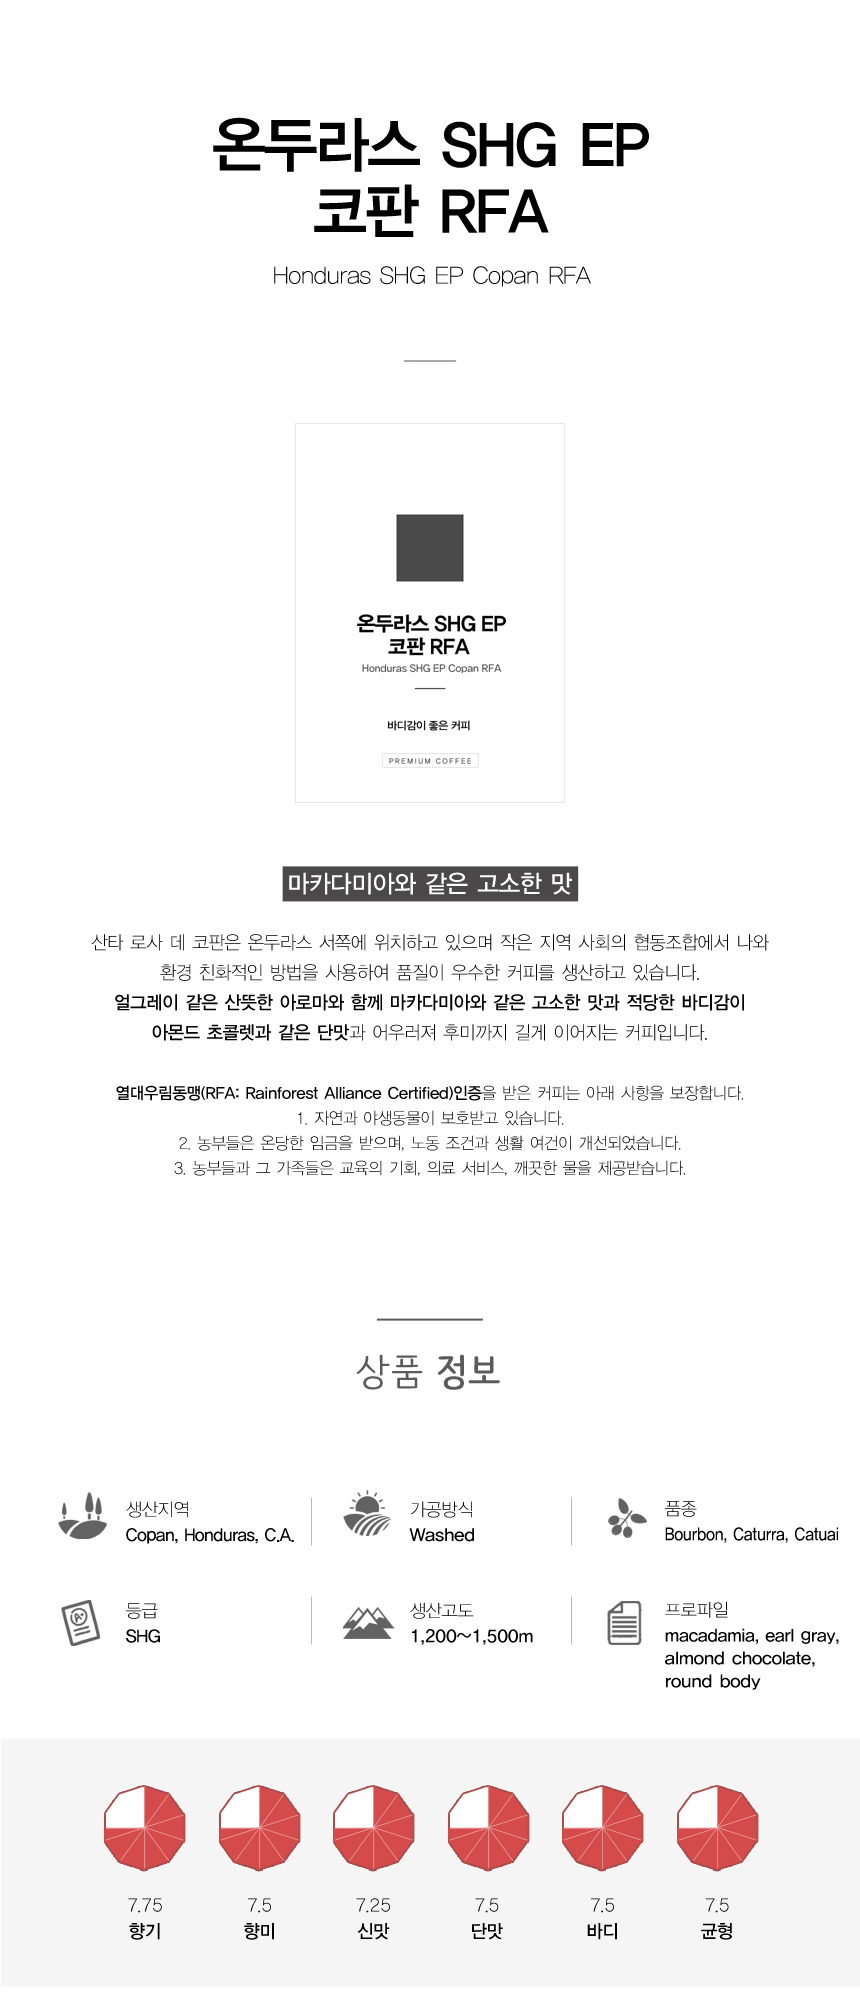 온두라스 SHG EP
코판 RFA
Honduras SHG EP Copan RFA
온두라스 SHG EP
코판 RFA
Honduras SHG EP Copan RFA
바디감이 좋은 커피
PREMIUM COFFEE
마카다미아와 같은 고소한 맛
산타 로사 데 코판은 온두라스 서쪽에 위치하고 있으며 작은 지역 사회의 협동조합에서 나와
환경 친화적인 방법을 사용하여 품질이 우수한 커피를 생산하고 있습니다.
얼그레이 같은 산뜻한 아로마와 함께 마카다미아와 같은 고소한 맛과 적당한 바디감이
아몬드 초콜렛과 같은 단맛과 어우러져 후미까지 길게 이어지는 커피입니다.
열대우림동맹(RFA: Rainforest Alliance Certified)인증을 받은 커피는 아래 사항을 보장합니다.
1. 자연과 야생동물이 보호받고 있습니다.
2. 농부들은 온당한 임금을 받으며, 노동 조건과 생활 여건이 개선되었습니다.
3. 농부들과 그 가족들은 교육의 기회, 의료 서비스, 깨끗한 물을 제공받습니다.
상품 정보
생산지역
Copan, Honduras, C.A.
가공방식
Washed
품종
Bourbon, Caturra, Catuai
A+
등급
SHG
생산고도
1,200~1,500m
프로파일
macadamia, earl gray,
almond chocolate,
round body
7.75
향기
7.5
향미
7.25
신맛
7.5
단맛
7.5
바디
7.5
균형